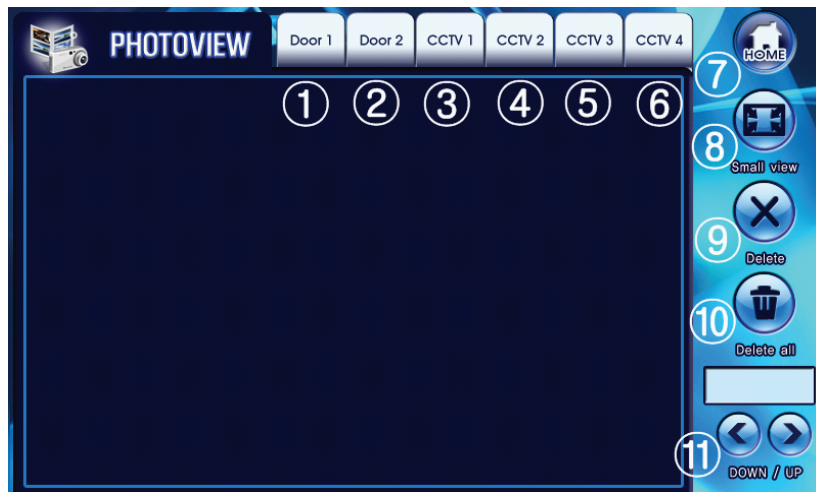 PHOTOVIEW
Door 1
Door 2
CCTV 1
CCTV 2
CCTV 3
CCTV 4
HOME
① ② ③ ④ ⑤ ⑥
⑦
⑧
Small view
⑨
Delete
⑩
Delete all
⑪
DOWN / UP